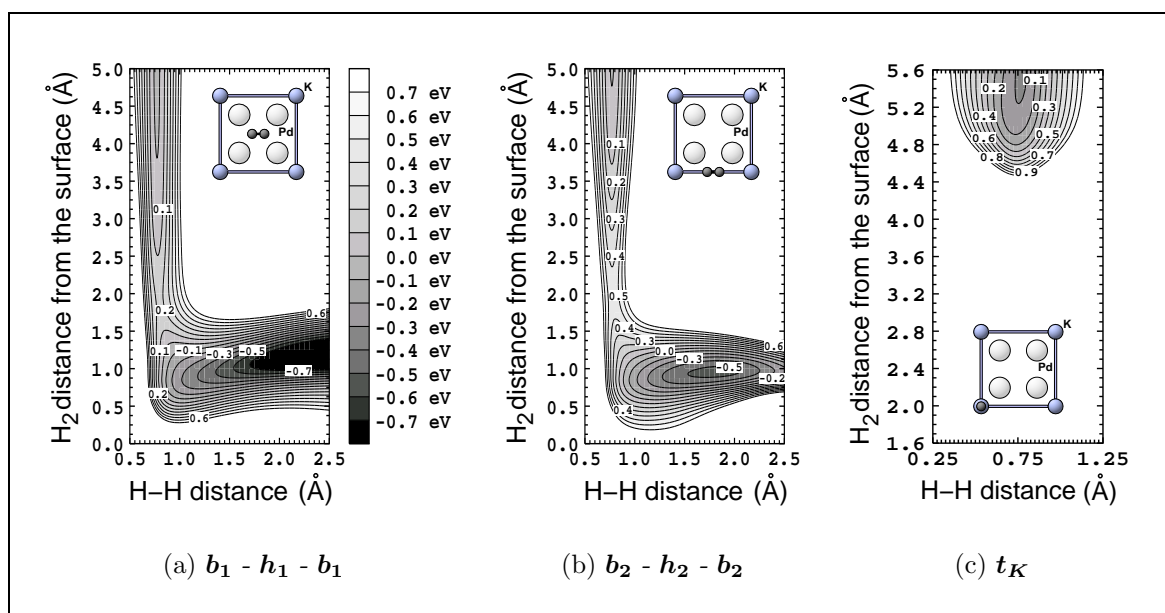 H2 distance from the surface (Å)
5.0
4.5
4.0
3.5
3.0
2.5
2.0
1.5
1.0
0.5
0.0
0.5 1.0 1.5 2.0 2.5
H−H distance (Å)
K
Pd
0.1
0.2
0.6
0.1 -0.1 -0.3 -0.5
-0.7
0.2
0.6
0.7 eV
0.6 eV
0.5 eV
0.4 eV
0.3 eV
0.2 eV
0.1 eV
0.0 eV
-0.1 eV
-0.2 eV
-0.3 eV
-0.4 eV
-0.5 eV
-0.6 eV
-0.7 eV
(a) b1 - h1 - b1
H2 distance from the surface (Å)
5.0
4.5
4.0
3.5
3.0
2.5
2.0
1.5
1.0
0.5
0.0
0.5 1.0 1.5 2.0 2.5
H−H distance (Å)
K
Pd
0.1
0.2
0.3
0.4
0.5
0.4
0.3 0.0 -0.3 -0.5
0.6
-0.2
0.4
(b) b2 - h2 - b2
H2 distance from the surface (Å)
5.6
5.2
4.8
4.4
4.0
3.6
3.2
2.8
2.4
2.0
1.6
0.25 0.75 1.25
H−H distance (Å)
0.1
0.2
0.3
0.4
0.5
0.6
0.7
0.8
0.9
K
Pd
(c) tK